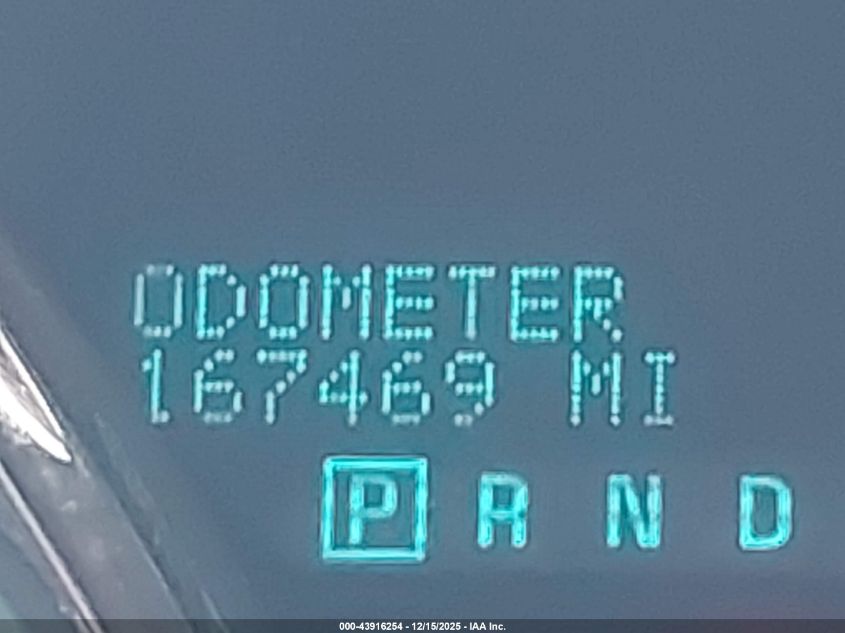 ODOMETER
167469 MI
P R N D
000-43916254 - 12/15/2025 - IAA Inc.